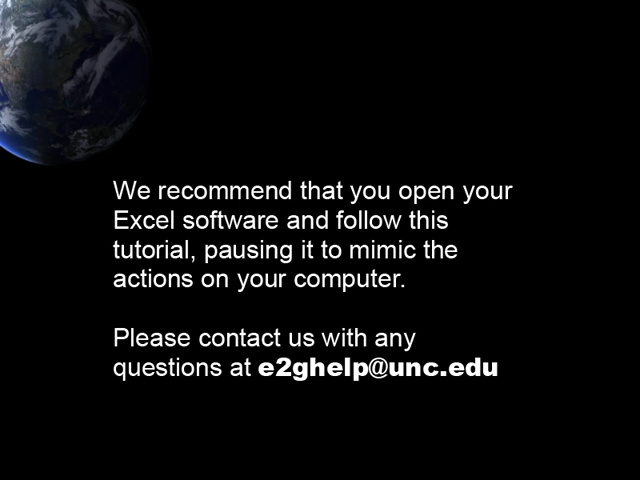 We recommend that you open your
Excel software and follow this
tutorial, pausing it to mimic the
actions on your computer.
Please contact us with any
questions at e2ghelp@unc.edu